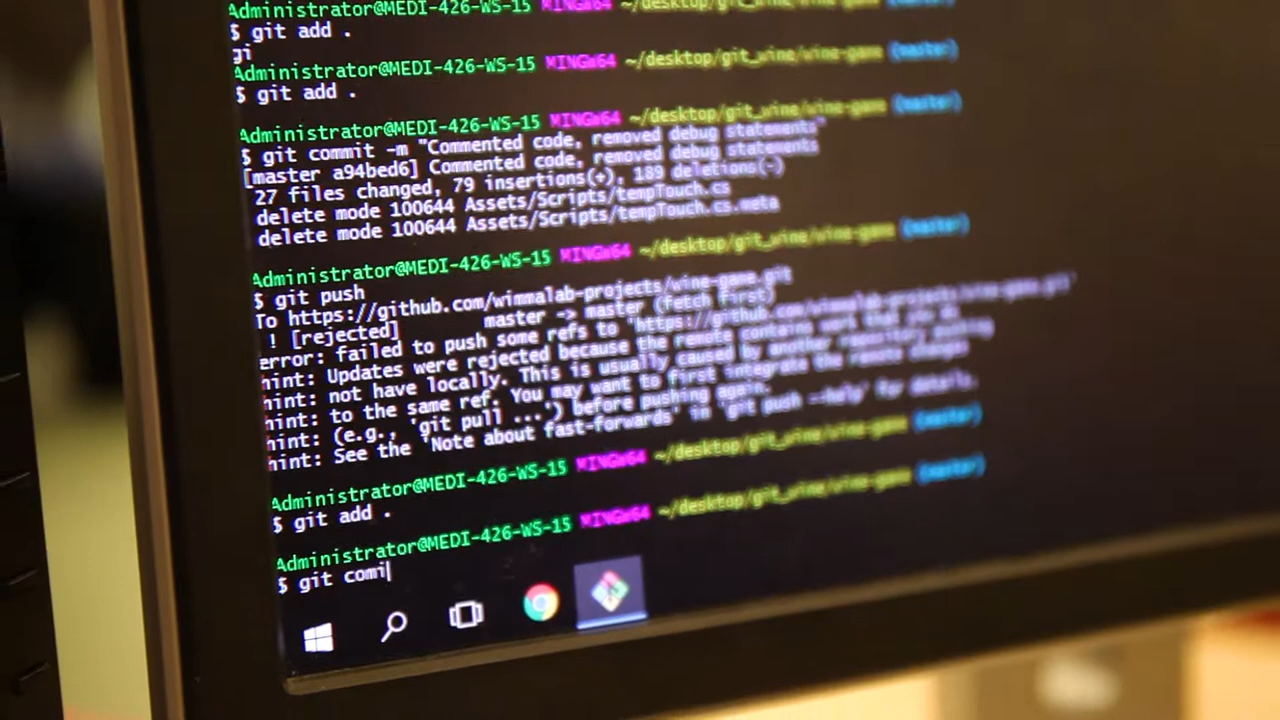 Administrator@MEDI-426-WS-15 MINGW64 ~/desktop/git_wine/wine-game (master)
$ git add .
gi
Administrator@MEDI-426-WS-15 MINGW64 ~/desktop/git_wine/wine-game (master)
$ git add .
Administrator@MEDI-426-WS-15 MINGW64 ~/desktop/git_wine/wine-game (master)
$ git commit -m "Commented code, removed debug statements"
[master a94bed6] Commented code, removed debug statements
27 files changed, 79 insertions(+), 189 deletions(-)
delete mode 100644 Assets/Scripts/tempTouch.cs
delete mode 100644 Assets/Scripts/tempTouch.cs.meta
Administrator@MEDI-426-WS-15 MINGW64 ~/desktop/git_wine/wine-game (master)
$ git push
To https://github.com/wimmalab-projects/wine-game.git
! [rejected] master -> master (fetch first)
error: failed to push some refs to 'https://github.com/wimmalab-projects/wine-game.git'
hint: Updates were rejected because the remote contains work that you do
hint: not have locally. This is usually caused by another repository pushing
hint: to the same ref. You may want to first integrate the remote changes
hint: (e.g., 'git pull ...') before pushing again.
hint: See the 'Note about fast-forwards' in 'git push --help' for details.
Administrator@MEDI-426-WS-15 MINGW64 ~/desktop/git_wine/wine-game (master)
$ git add .
Administrator@MEDI-426-WS-15 MINGW64 ~/desktop/git_wine/wine-game (master)
$ git comi